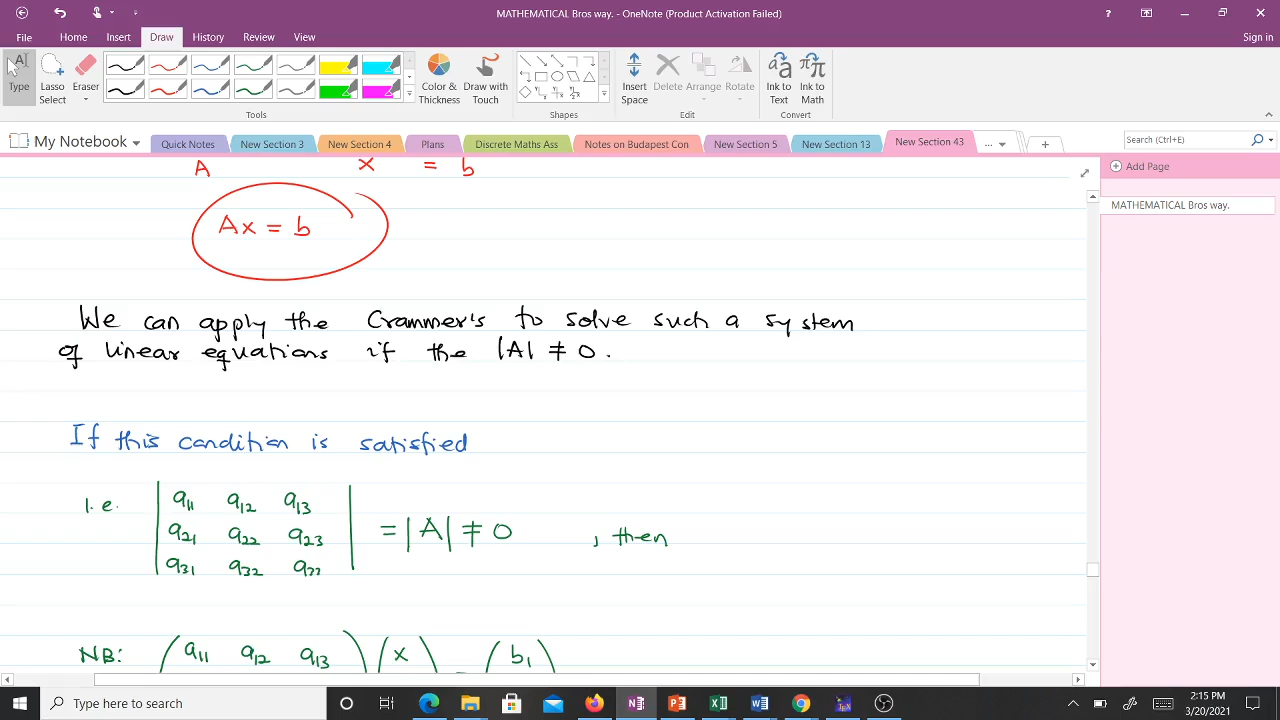 MATHEMATICAL Bros way. - OneNote (Product Activation Failed)
File Home Insert Draw History Review View
Type Lasso Select Eraser Color & Thickness Draw with Touch Insert Space Delete Arrange Rotate Ink to Text Ink to Math
Tools Shapes Edit Convert
My Notebook Quick Notes New Section 3 New Section 4 Plans Discrete Maths Ass Notes on Budapest Con New Section 5 New Section 13 New Section 43 ... Search (Ctrl+E)
Add Page
MATHEMATICAL Bros way.
A x = b
Ax = b
We can apply the Crammer's to solve such a system
of linear equations if the |A| ≠ 0.
If this condition is satisfied
I.e. | a11 a12 a13 |
| a21 a22 a23 | = |A| ≠ 0 , then
| a31 a32 a33 |
NB: ( a11 a12 a13 ) ( x ) = ( b1 )
Type here to search
2:15 PM
3/20/2021